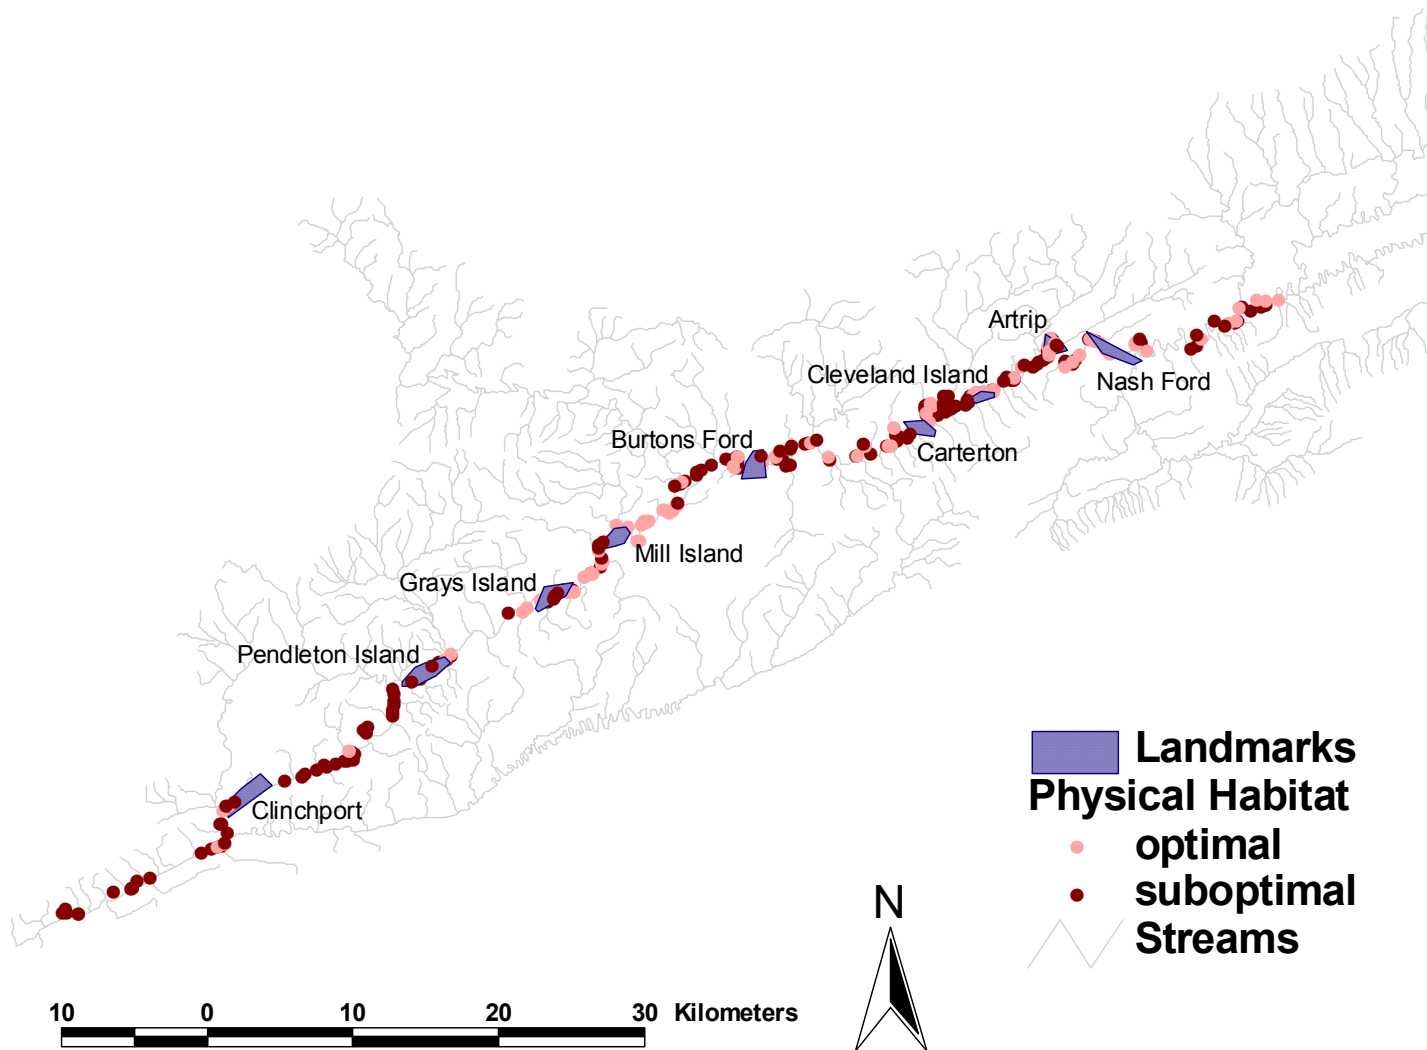 Artrip
Cleveland Island
Nash Ford
Burtons Ford
Carterton
Mill Island
Grays Island
Pendleton Island
Clinchport
Landmarks
Physical Habitat
optimal
suboptimal
Streams
N
10 0 10 20 30 Kilometers